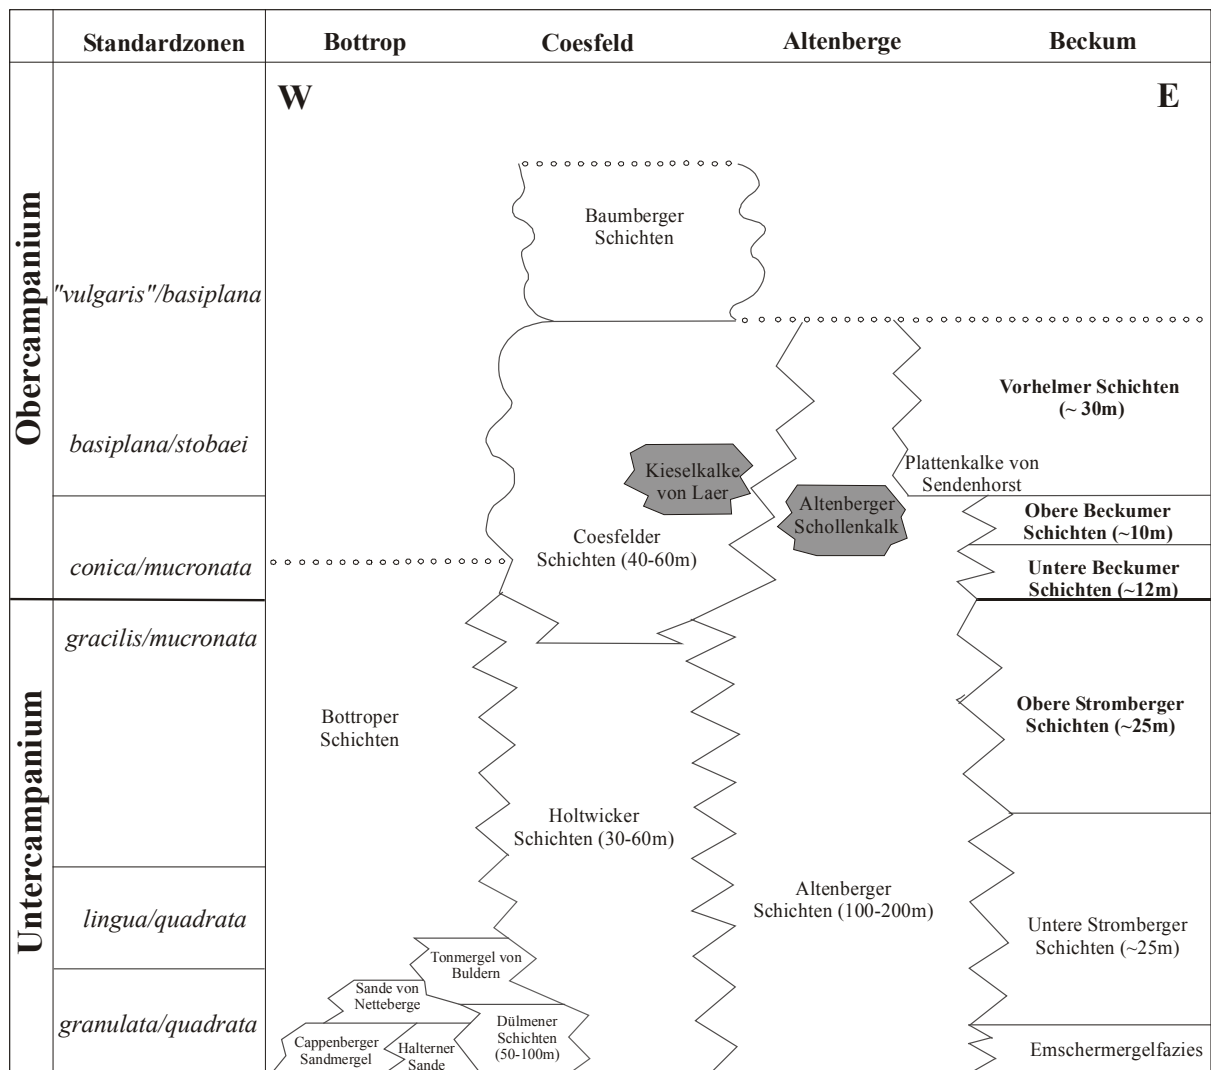 Standardzonen
Bottrop
Coesfeld
Altenberge
Beckum
W
E
Obercampanium
Baumberger
Schichten
"vulgaris"/basiplana
Vorhelmer Schichten
(~ 30m)
basiplana/stobaei
Kieselkalke
von Laer
Plattenkalke von
Sendenhorst
Altenberger
Schollenkalk
Obere Beckumer
Schichten (~10m)
Coesfelder
Schichten (40-60m)
conica/mucronata
Untere Beckumer
Schichten (~12m)
Untercampanium
gracilis/mucronata
Bottroper
Schichten
Obere Stromberger
Schichten (~25m)
Holtwicker
Schichten (30-60m)
Altenberger
Schichten (100-200m)
lingua/quadrata
Untere Stromberger
Schichten (~25m)
Tonmergel von
Buldern
Sande von
Netteberge
granulata/quadrata
Cappenberger
Sandmergel
Halterner
Sande
Dülmener
Schichten
(50-100m)
Emschermergelfazies